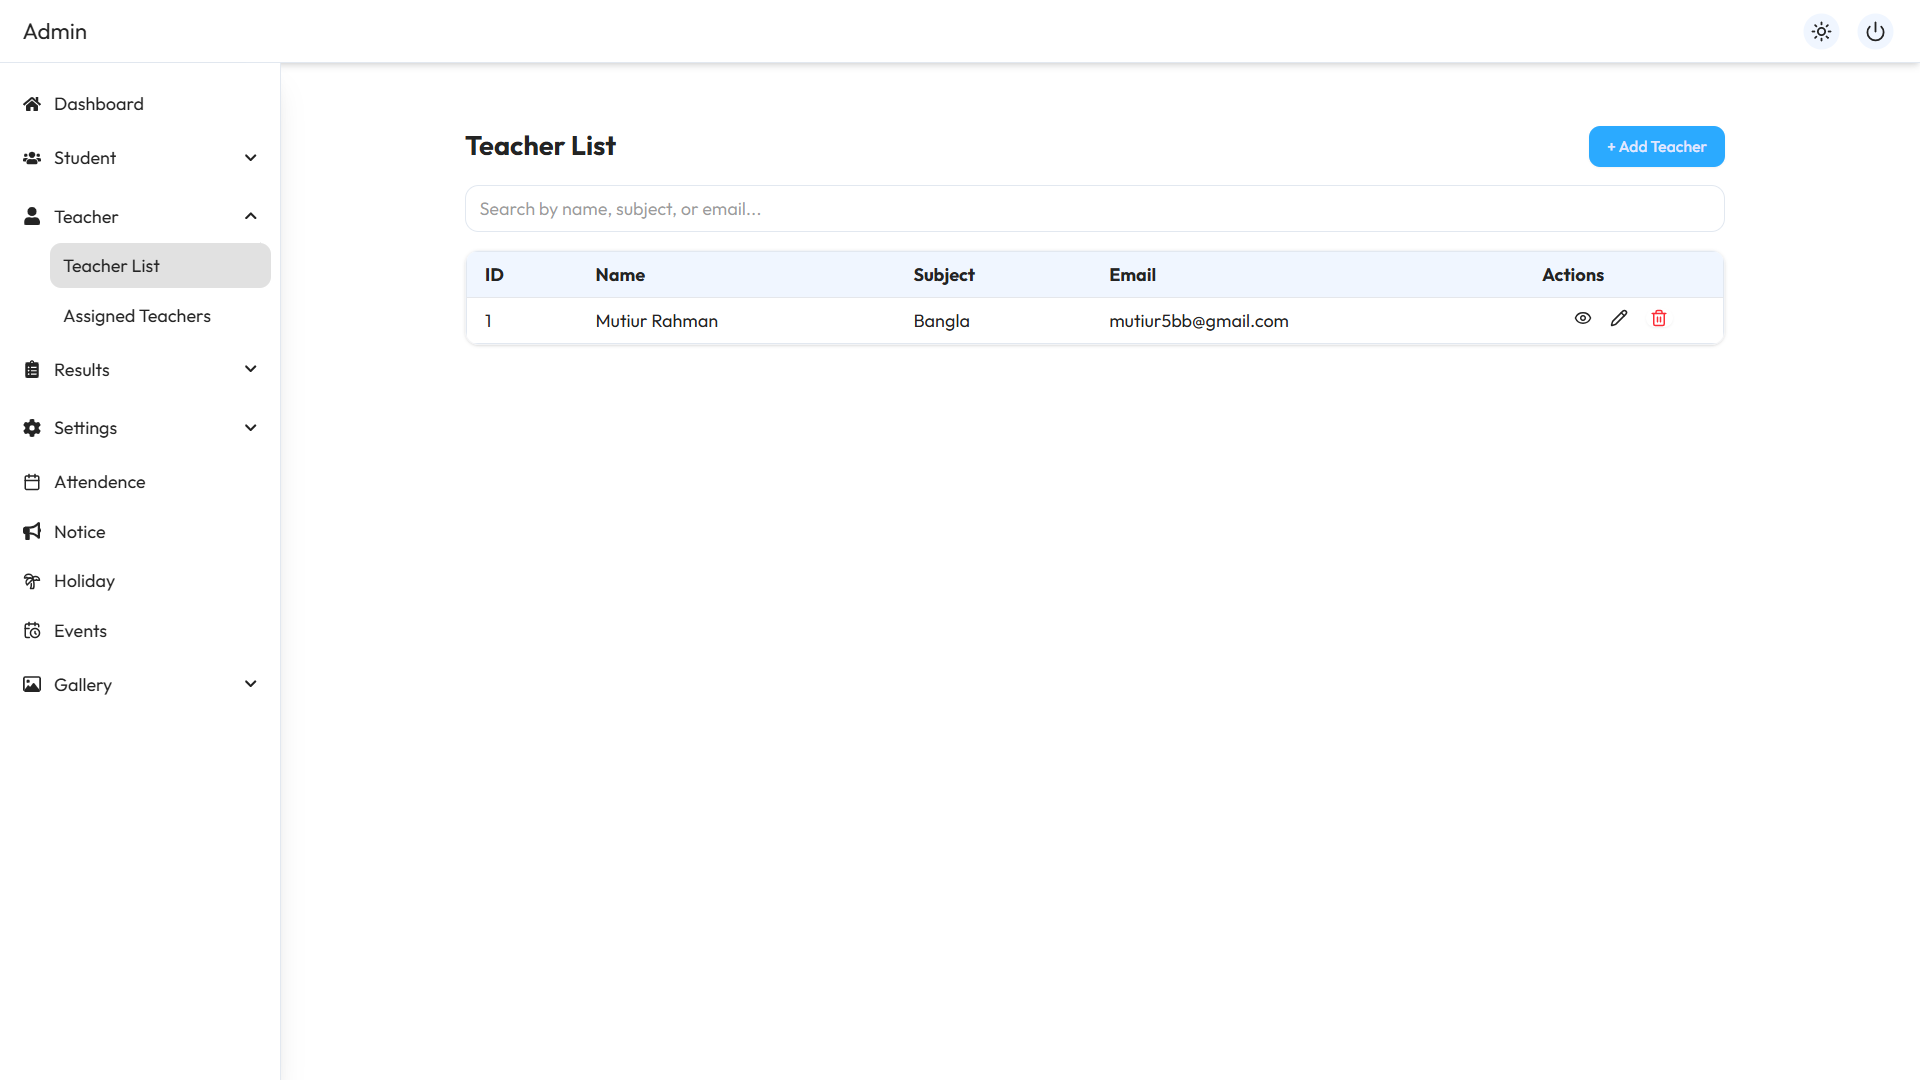 Admin
Dashboard
Student
Teacher
Teacher List
Assigned Teachers
Results
Settings
Attendence
Notice
Holiday
Events
Gallery
Teacher List
+ Add Teacher
Search by name, subject, or email...
ID Name Subject Email Actions
1 Mutiur Rahman Bangla mutiur5bb@gmail.com